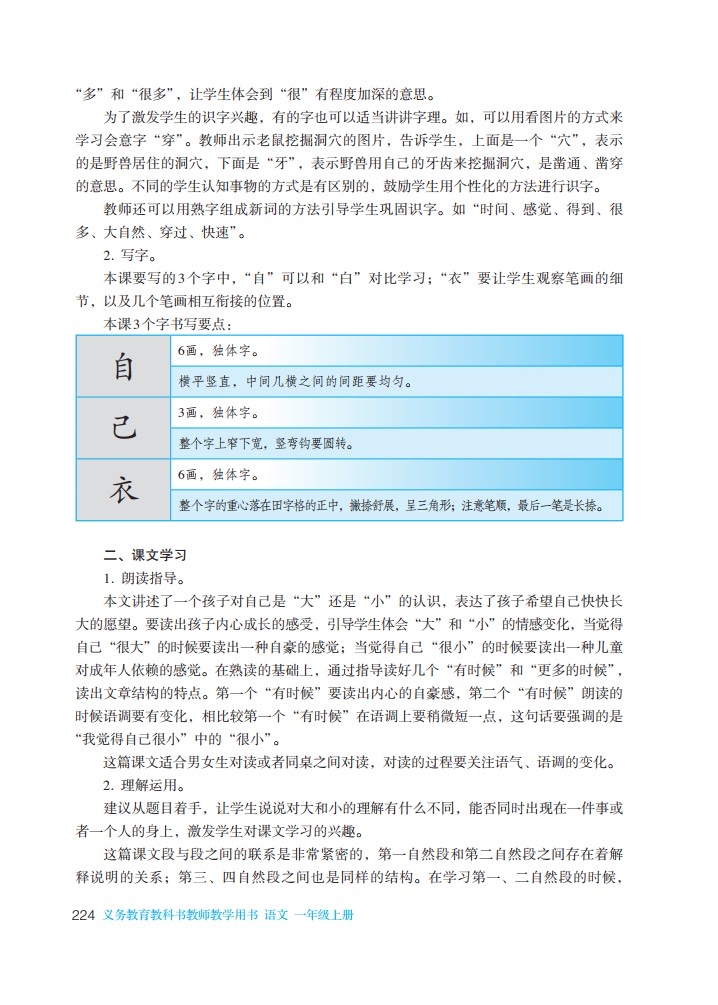 “多”和“很多”，让学生体会到“很”有程度加深的意思。
为了激发学生的识字兴趣，有的字也可以适当讲讲字理。如，可以用看图片的方式来
学习会意字“穿”。教师出示老鼠挖掘洞穴的图片，告诉学生，上面是一个“穴”，表示
的是野兽居住的洞穴，下面是“牙”，表示野兽用自己的牙齿来挖掘洞穴，是凿通、凿穿
的意思。不同的学生认知事物的方式是有区别的，鼓励学生用个性化的方法进行识字。
教师还可以用熟字组成新词的方法引导学生巩固识字。如“时间、感觉、得到、很
多、大自然、穿过、快速”。
2. 写字。
本课要写的3个字中，“自”可以和“白”对比学习；“衣”要让学生观察笔画的细
节，以及几个笔画相互衔接的位置。
本课3个字书写要点：
自
6画，独体字。
横平竖直，中间几横之间的间距要均匀。
己
3画，独体字。
整个字上窄下宽，竖弯钩要圆转。
衣
6画，独体字。
整个字的重心落在田字格的正中，撇捺舒展，呈三角形；注意笔顺，最后一笔是长捺。
二、课文学习
1. 朗读指导。
本文讲述了一个孩子对自己是“大”还是“小”的认识，表达了孩子希望自己快快长
大的愿望。要读出孩子内心成长的感受，引导学生体会“大”和“小”的情感变化，当觉得
自己“很大”的时候要读出一种自豪的感觉；当觉得自己“很小”的时候要读出一种儿童
对成年人依赖的感觉。在熟读的基础上，通过指导读好几个“有时候”和“更多的时候”，
读出文章结构的特点。第一个“有时候”要读出内心的自豪感，第二个“有时候”朗读的
时候语调要有变化，相比较第一个“有时候”在语调上要稍微短一点，这句话要强调的是
“我觉得自己很小”中的“很小”。
这篇课文适合男女生对读或者同桌之间对读，对读的过程要关注语气、语调的变化。
2. 理解运用。
建议从题目着手，让学生说说对大和小的理解有什么不同，能否同时出现在一件事或
者一个人的身上，激发学生对课文学习的兴趣。
这篇课文段与段之间的联系是非常紧密的，第一自然段和第二自然段之间存在着解
释说明的关系；第三、四自然段之间也是同样的结构。在学习第一、二自然段的时候，
224 义务教育教科书教师教学用书 语文 一年级上册